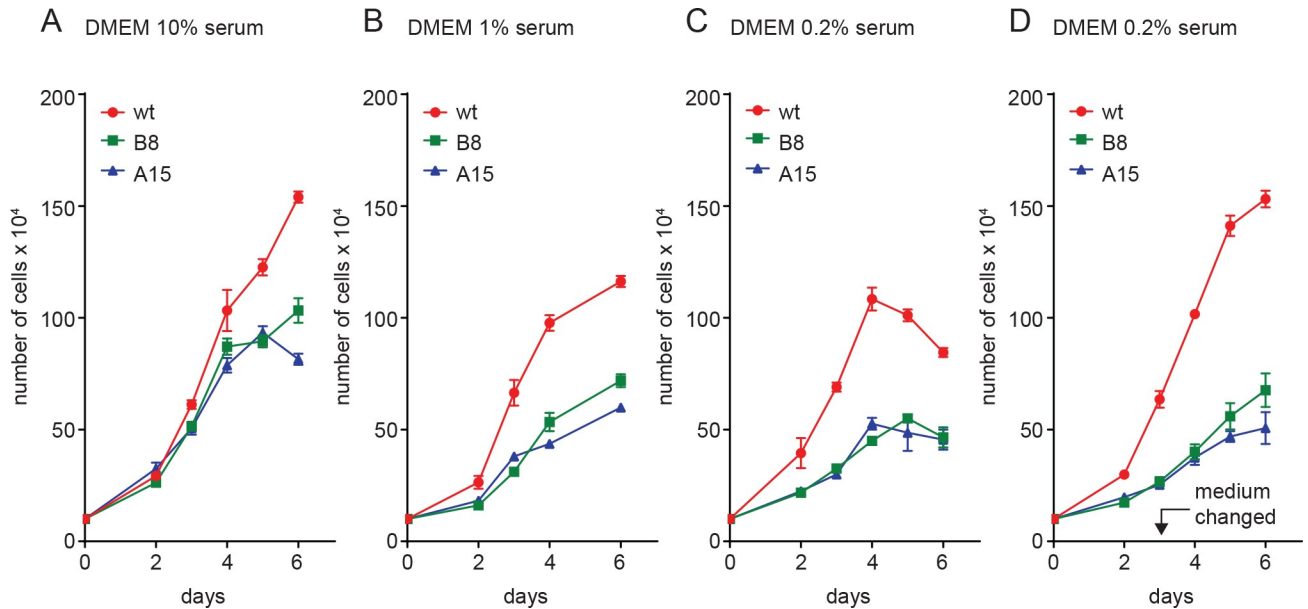 A DMEM 10% serum
number of cells x 10⁴
200
150
100
50
0
wt
B8
A15
0 2 4 6
days
B DMEM 1% serum
number of cells x 10⁴
200
150
100
50
0
wt
B8
A15
0 2 4 6
days
C DMEM 0.2% serum
number of cells x 10⁴
200
150
100
50
0
wt
B8
A15
0 2 4 6
days
D DMEM 0.2% serum
number of cells x 10⁴
200
150
100
50
0
wt
B8
A15
medium
changed
0 2 4 6
days